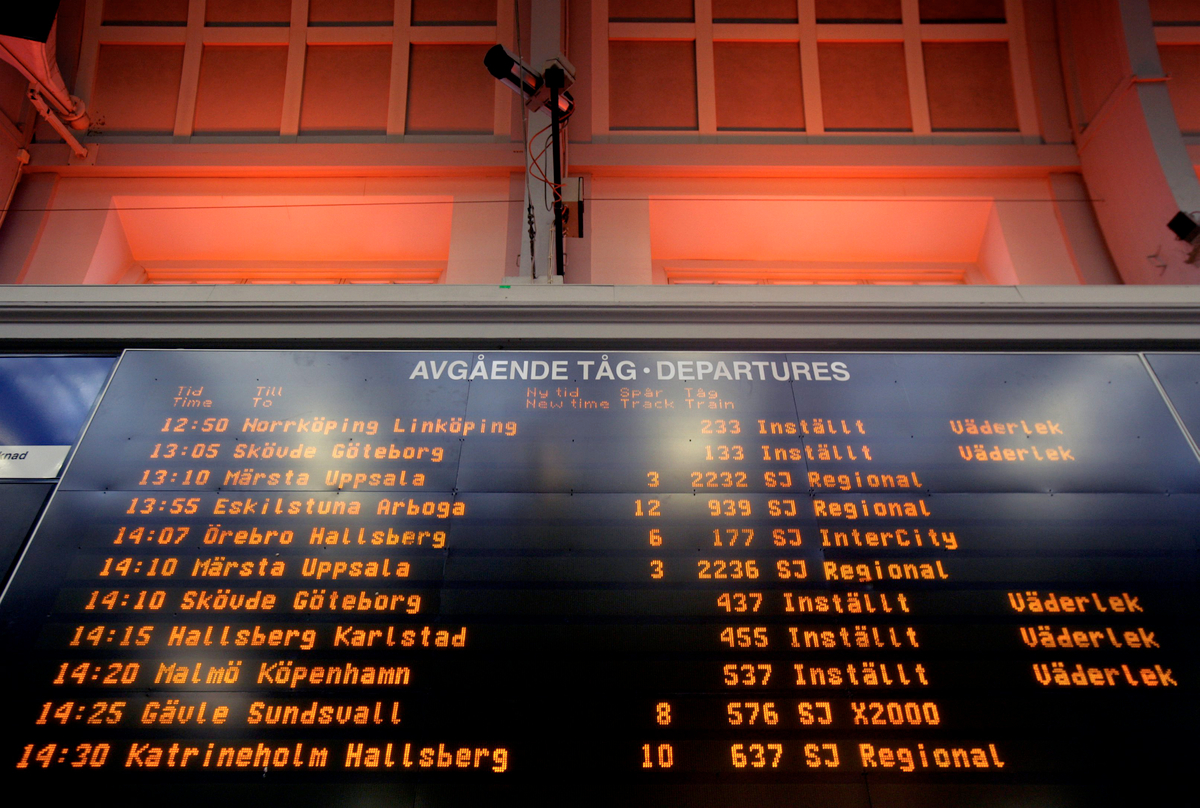 AVGÅENDE TÅG · DEPARTURES
Tid Till Ny tid Spår Tåg
Time To New time Track Train
12:50 Norrköping Linköping 233 Inställt Väderlek
13:05 Skövde Göteborg 133 Inställt Väderlek
13:10 Märsta Uppsala 3 2232 SJ Regional
13:55 Eskilstuna Arboga 12 939 SJ Regional
14:07 Örebro Hallsberg 6 177 SJ InterCity
14:10 Märsta Uppsala 3 2236 SJ Regional
14:10 Skövde Göteborg 437 Inställt Väderlek
14:15 Hallsberg Karlstad 455 Inställt Väderlek
14:20 Malmö Köpenhamn 537 Inställt Väderlek
14:25 Gävle Sundsvall 8 576 SJ X2000
14:30 Katrineholm Hallsberg 10 637 SJ Regional